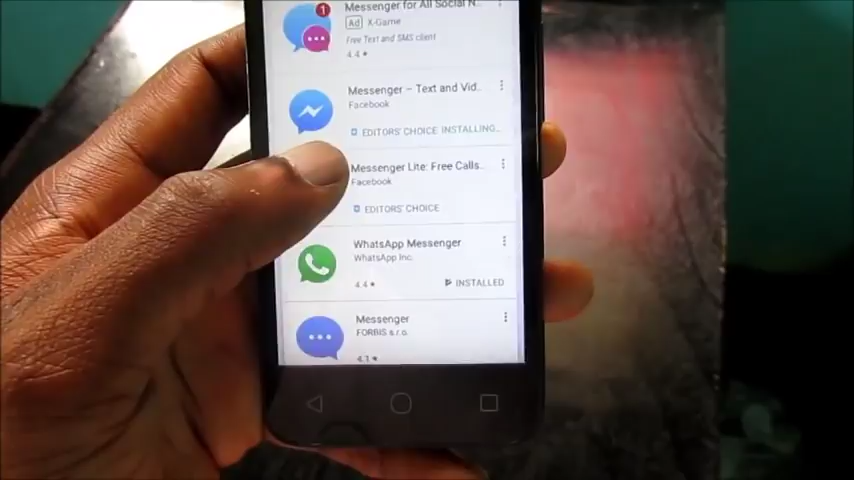 1
Messenger for All Social N...
Ad X-Game
Free Text and SMS client
4.4
Messenger – Text and Vid...
Facebook
EDITORS' CHOICE INSTALLING...
Messenger Lite: Free Calls...
Facebook
EDITORS' CHOICE
WhatsApp Messenger
WhatsApp Inc.
4.4 INSTALLED
Messenger
FORBIS s.r.o.
4.1